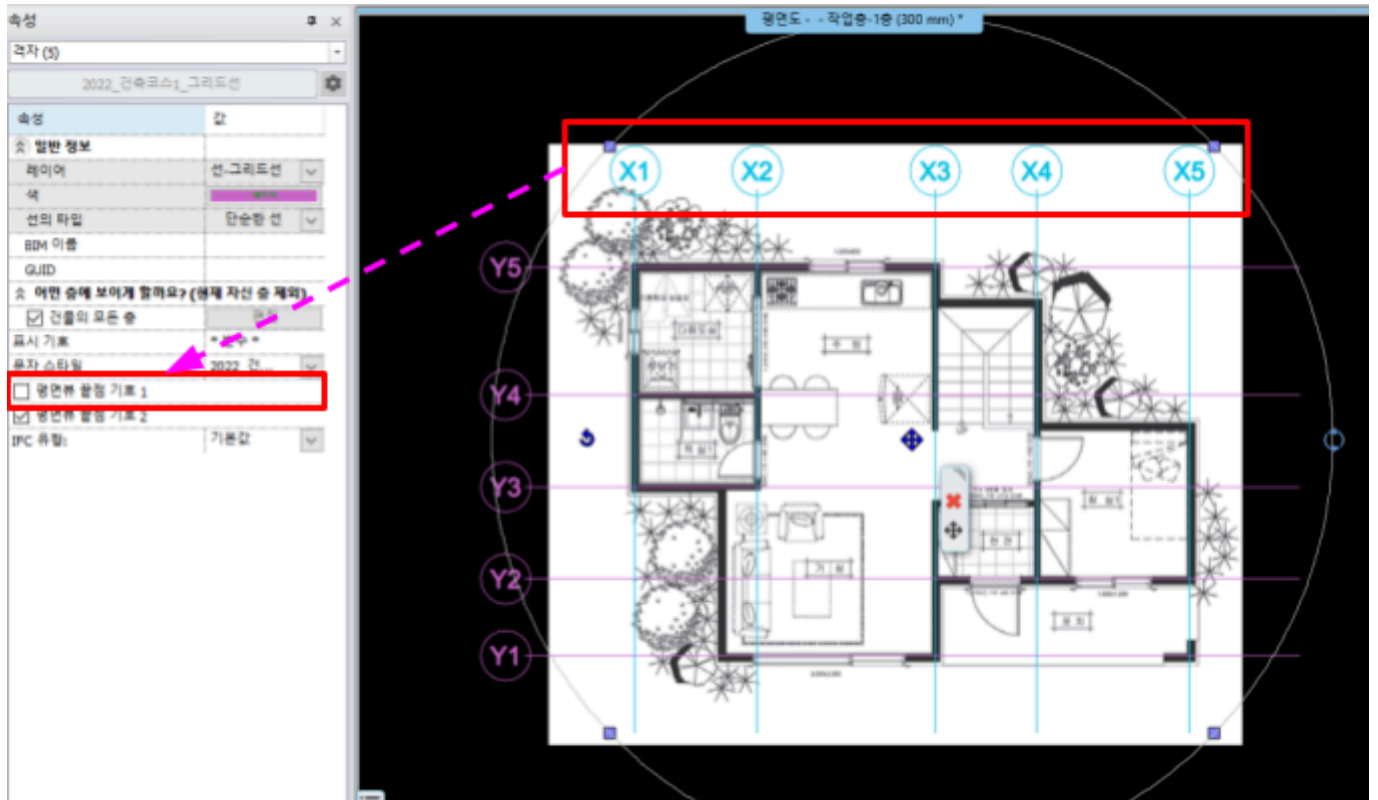 속성
격자 (5)
2022_건축코스1_그리드선
속성 값
일반 정보
레이어 선-그리드선
색
선의 타입 단순한 선
BIM 이름
GUID
어떤 층에 보이게 할까요? (현재 자신 층 제외)
건물의 모든 층
표시 기호
문자 스타일 2022_건...
평면뷰 끝점 기호 1
평면뷰 끝점 기호 2
IFC 유형: 기본값
평면도 - - 작업층-1층 (300 mm) *
X1 X2 X3 X4 X5
Y5
Y4
Y3
Y2
Y1
거 실